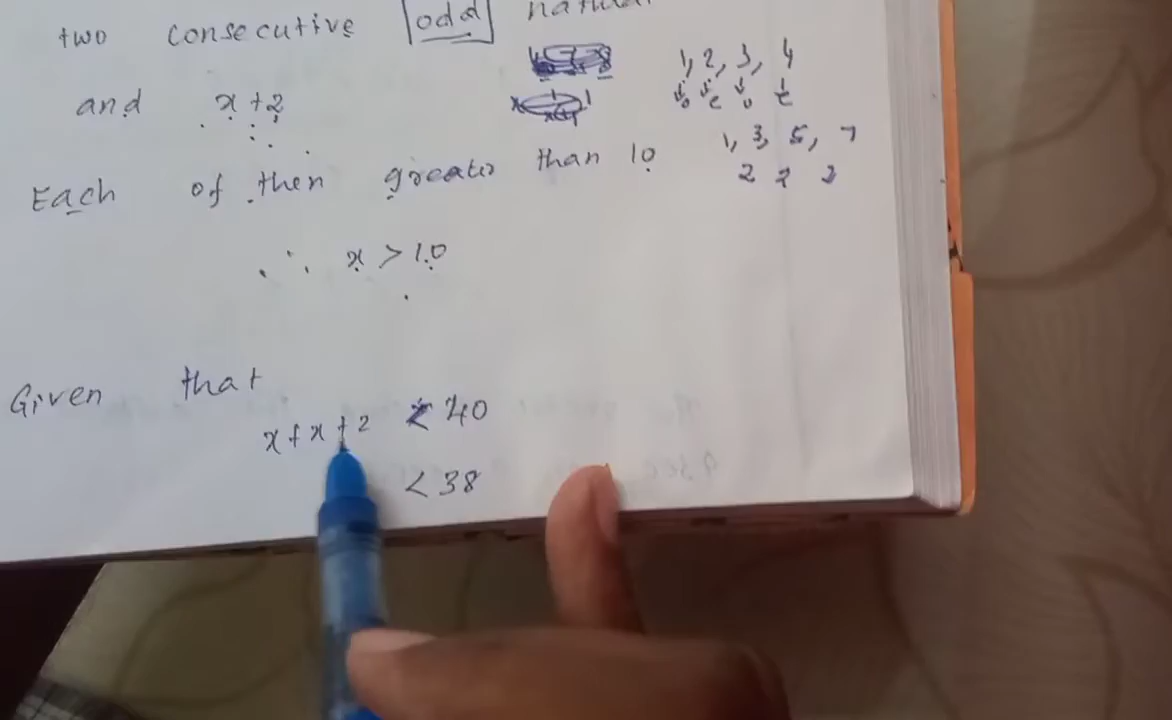 two consecutive odd natural
1, 2, 3, 4
and x+2
o e o e
1, 3, 5, 7
Each of then greater than 10
2 2 2
∴ x > 10
Given that
x+x+2 < 40
< 38